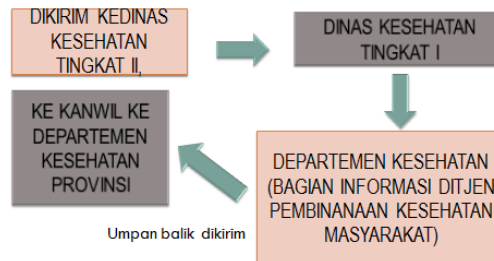 DIKIRIM KEDINAS
KESEHATAN
TINGKAT II,
DINAS KESEHATAN
TINGKAT I
KE KANWIL KE
DEPARTEMEN
KESEHATAN
PROVINSI
DEPARTEMEN KESEHATAN
(BAGIAN INFORMASI DITJEN
PEMBINANAAN KESEHATAN
MASYARAKAT)
Umpan balik dikirim